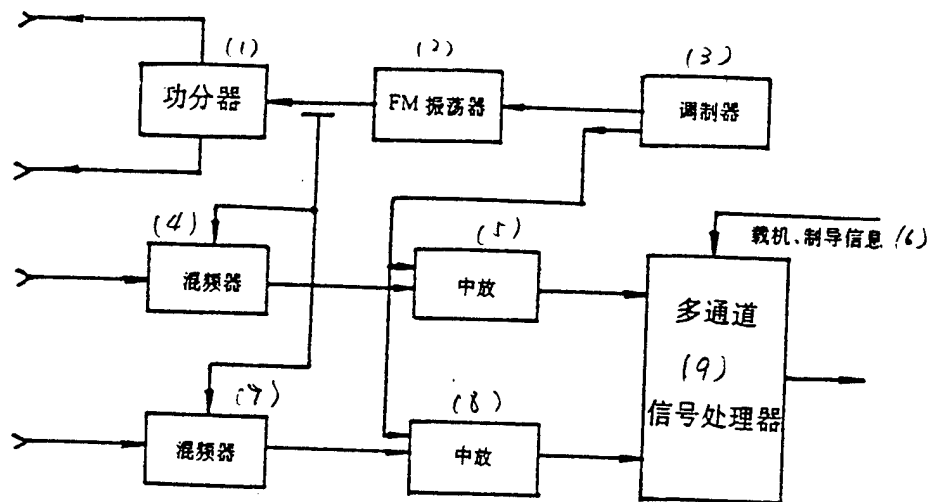 (1)
功分器
(2)
FM 振荡器
(3)
调制器
(4)
混频器
(5)
中放
载机、制导信息 (6)
(7)
混频器
(8)
中放
多通道
(9)
信号处理器